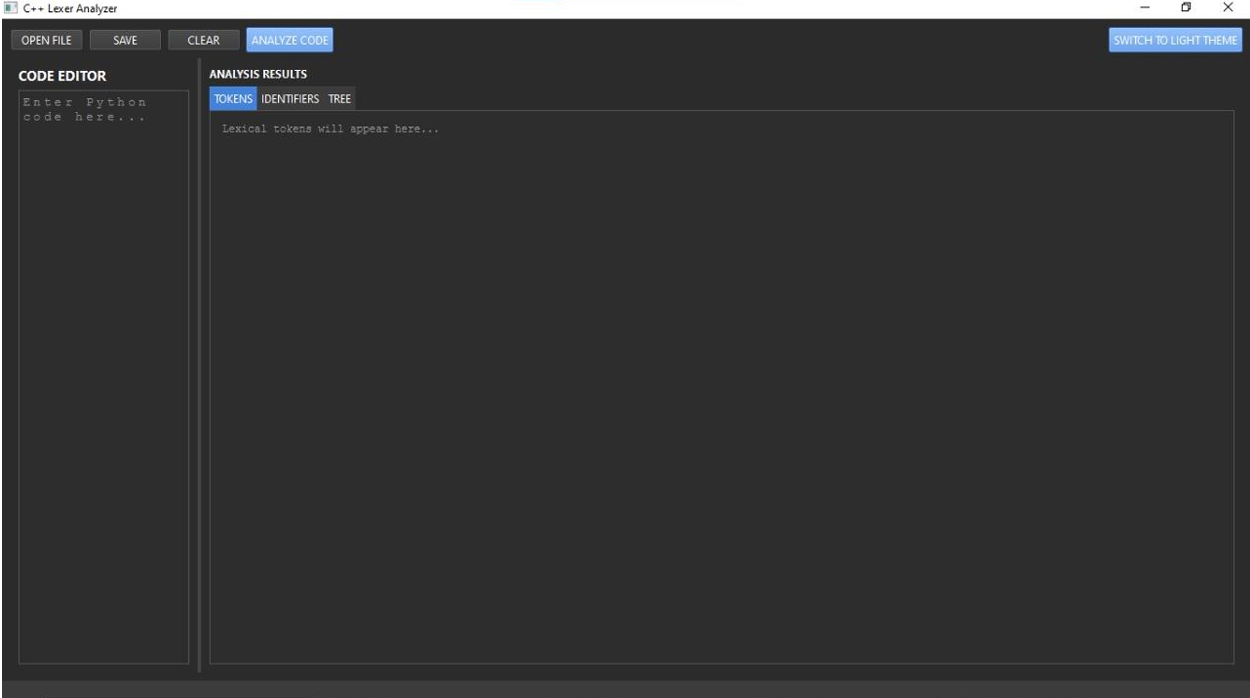 C++ Lexer Analyzer
OPEN FILE SAVE CLEAR ANALYZE CODE SWITCH TO LIGHT THEME
CODE EDITOR
Enter Python
code here...
ANALYSIS RESULTS
TOKENS IDENTIFIERS TREE
Lexical tokens will appear here...